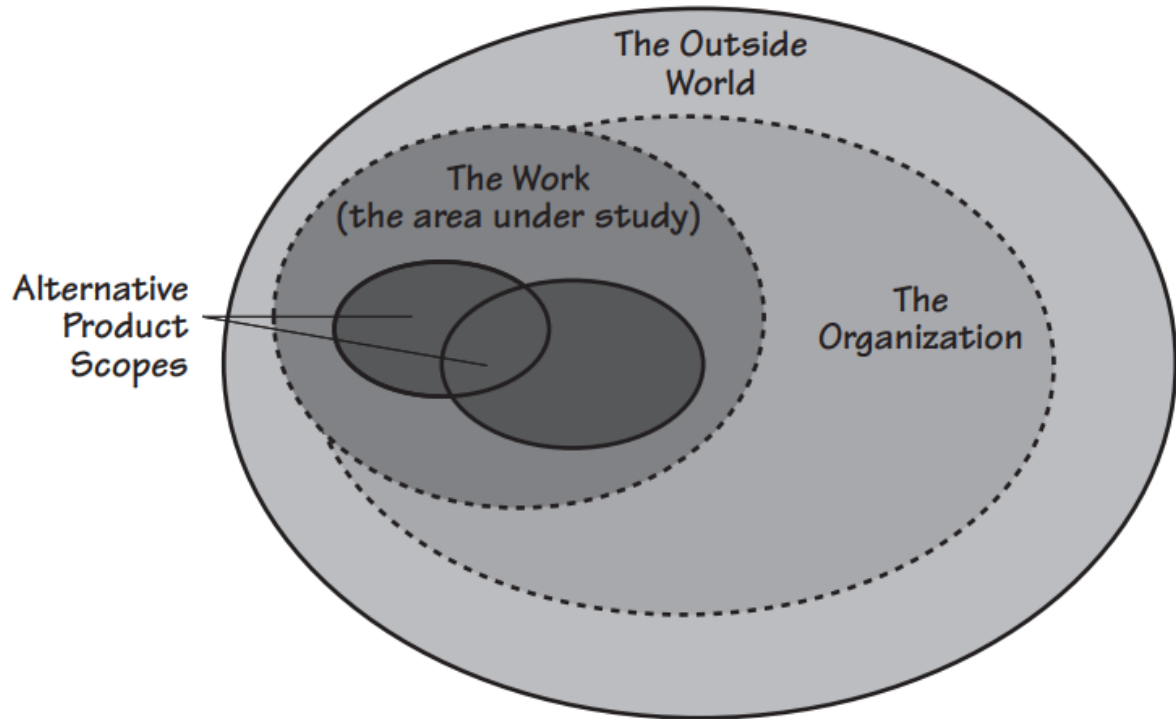 The Outside
World
The Work
(the area under study)
Alternative
Product
Scopes
The
Organization